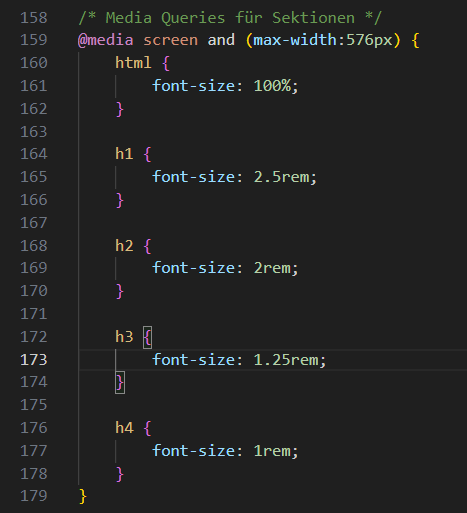 158 /* Media Queries für Sektionen */
159 @media screen and (max-width:576px) {
160 html {
161 font-size: 100%;
162 }
163
164 h1 {
165 font-size: 2.5rem;
166 }
167
168 h2 {
169 font-size: 2rem;
170 }
171
172 h3 {
173 font-size: 1.25rem;
174 }
175
176 h4 {
177 font-size: 1rem;
178 }
179 }